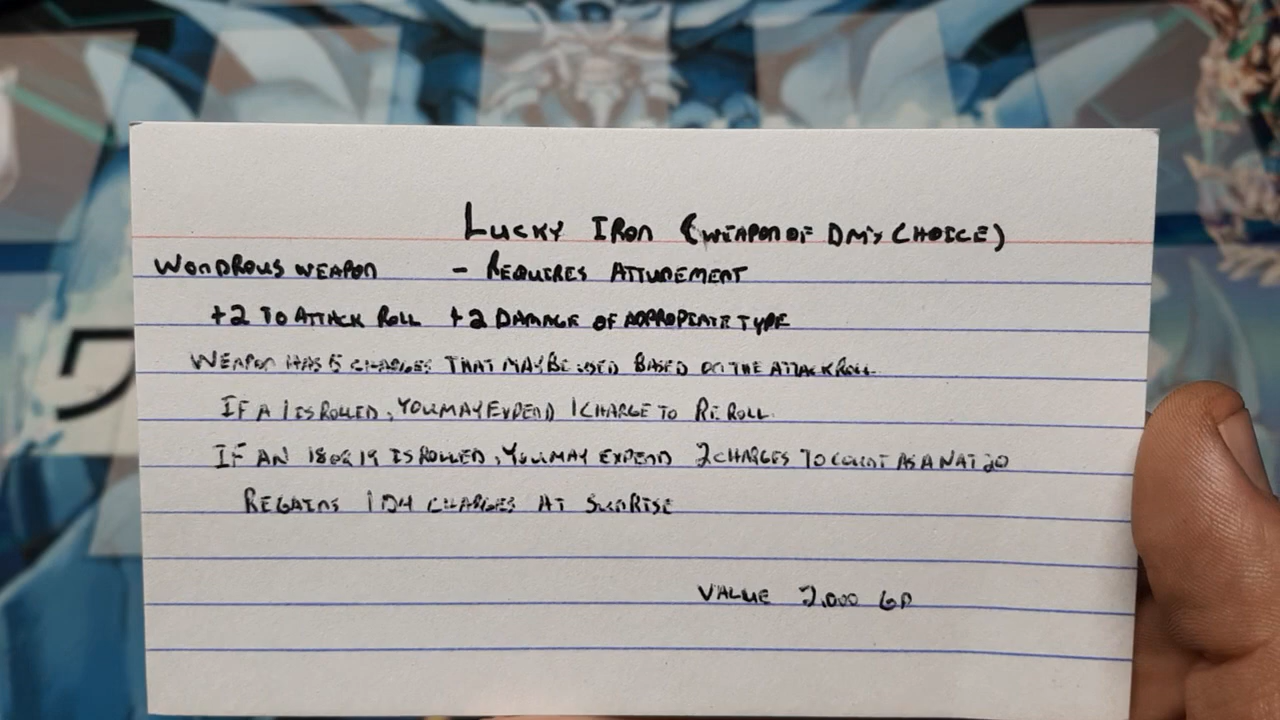 LUCKY IRON (WEAPON OF DM'S CHOICE)
WONDROUS WEAPON - REQUIRES ATTUNEMENT
+2 TO ATTACK ROLL +2 DAMAGE OF APPROPRIATE TYPE
WEAPON HAS 5 CHARGES THAT MAY BE USED BASED ON THE ATTACK ROLL.
IF A 1 IS ROLLED, YOU MAY EXPEND 1 CHARGE TO REROLL.
IF AN 18 OR 19 IS ROLLED, YOU MAY EXPEND 2 CHARGES TO COUNT AS A NAT 20
REGAINS 1D4 CHARGES AT SUNRISE
VALUE 2,000 GP